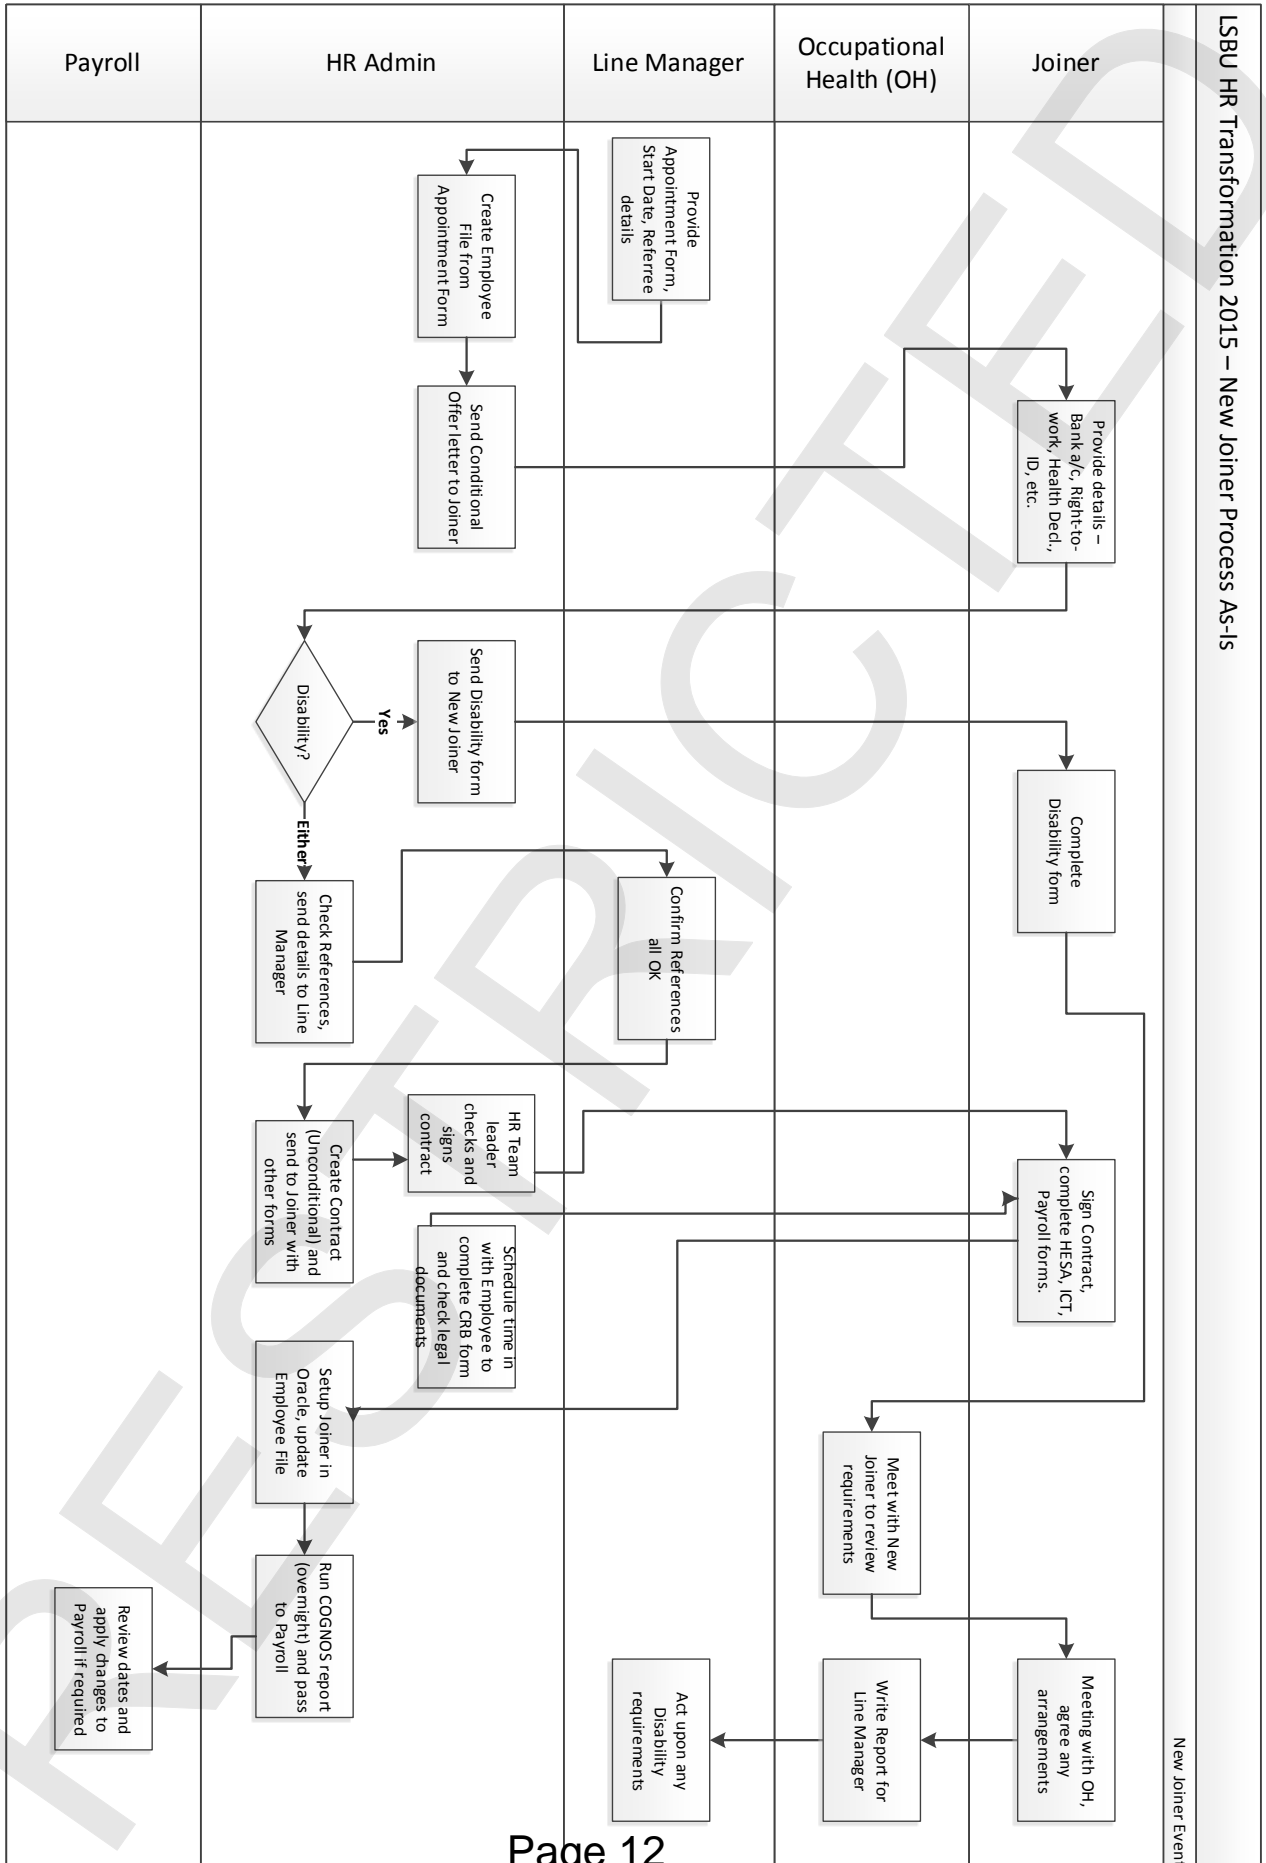 LSBU HR Transformation 2015 – New Joiner Process As-Is
New Joiner Event
Joiner
Occupational
Health (OH)
Line Manager
HR Admin
Payroll
Provide
Appointment Form,
Start Date, Referree
details
Create Employee
File from
Appointment Form
Send Conditional
Offer letter to Joiner
Provide details –
Bank a/c, Right-to-
work, Health Decl.,
ID, etc.
Disability?
Yes
Either
Send Disability form
to New Joiner
Complete
Disability form
Check References,
send details to Line
Manager
Confirm References
all OK
Create Contract
(Unconditional) and
send to Joiner with
other forms
HR Team
leader
checks and
signs
contract
Sign Contract,
complete HESA, ICT,
Payroll forms.
Schedule time in
with Employee to
complete CRB form
and check legal
documents
Setup Joiner in
Oracle, update
Employee File
Run COGNOS report
(overnight) and pass
to Payroll
Review dates and
apply changes to
Payroll if required
Meet with New
Joiner to review
requirements
Meeting with OH,
agree any
arrangements
Write Report for
Line Manager
Act upon any
Disability
requirements
RESTRICTED
Page 12